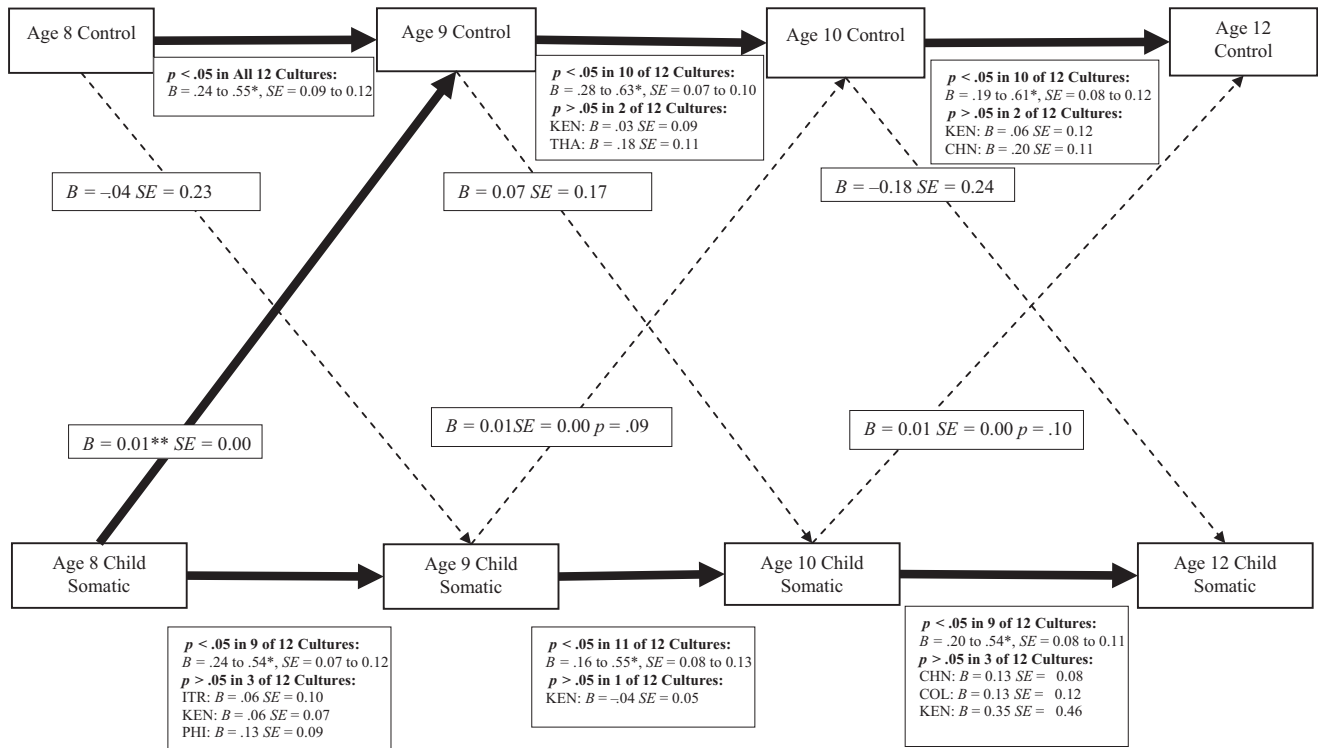 Age 8 Control
Age 9 Control
Age 10 Control
Age 12
Control
p < .05 in All 12 Cultures:
B = .24 to .55*, SE = 0.09 to 0.12
p < .05 in 10 of 12 Cultures:
B = .28 to .63*, SE = 0.07 to 0.10
p > .05 in 2 of 12 Cultures:
KEN: B = .03 SE = 0.09
THA: B = .18 SE = 0.11
p < .05 in 10 of 12 Cultures:
B = .19 to .61*, SE = 0.08 to 0.12
p > .05 in 2 of 12 Cultures:
KEN: B = .06 SE = 0.12
CHN: B = .20 SE = 0.11
B = –.04 SE = 0.23
B = 0.07 SE = 0.17
B = –0.18 SE = 0.24
B = 0.01** SE = 0.00
B = 0.01SE = 0.00 p = .09
B = 0.01 SE = 0.00 p = .10
Age 8 Child
Somatic
Age 9 Child
Somatic
Age 10 Child
Somatic
Age 12 Child
Somatic
p < .05 in 9 of 12 Cultures:
B = .24 to .54*, SE = 0.07 to 0.12
p > .05 in 3 of 12 Cultures:
ITR: B = .06 SE = 0.10
KEN: B = .06 SE = 0.07
PHI: B = .13 SE = 0.09
p < .05 in 11 of 12 Cultures:
B = .16 to .55*, SE = 0.08 to 0.13
p > .05 in 1 of 12 Cultures:
KEN: B = –.04 SE = 0.05
p < .05 in 9 of 12 Cultures:
B = .20 to .54*, SE = 0.08 to 0.11
p > .05 in 3 of 12 Cultures:
CHN: B = 0.13 SE = 0.08
COL: B = 0.13 SE = 0.12
KEN: B = 0.35 SE = 0.46